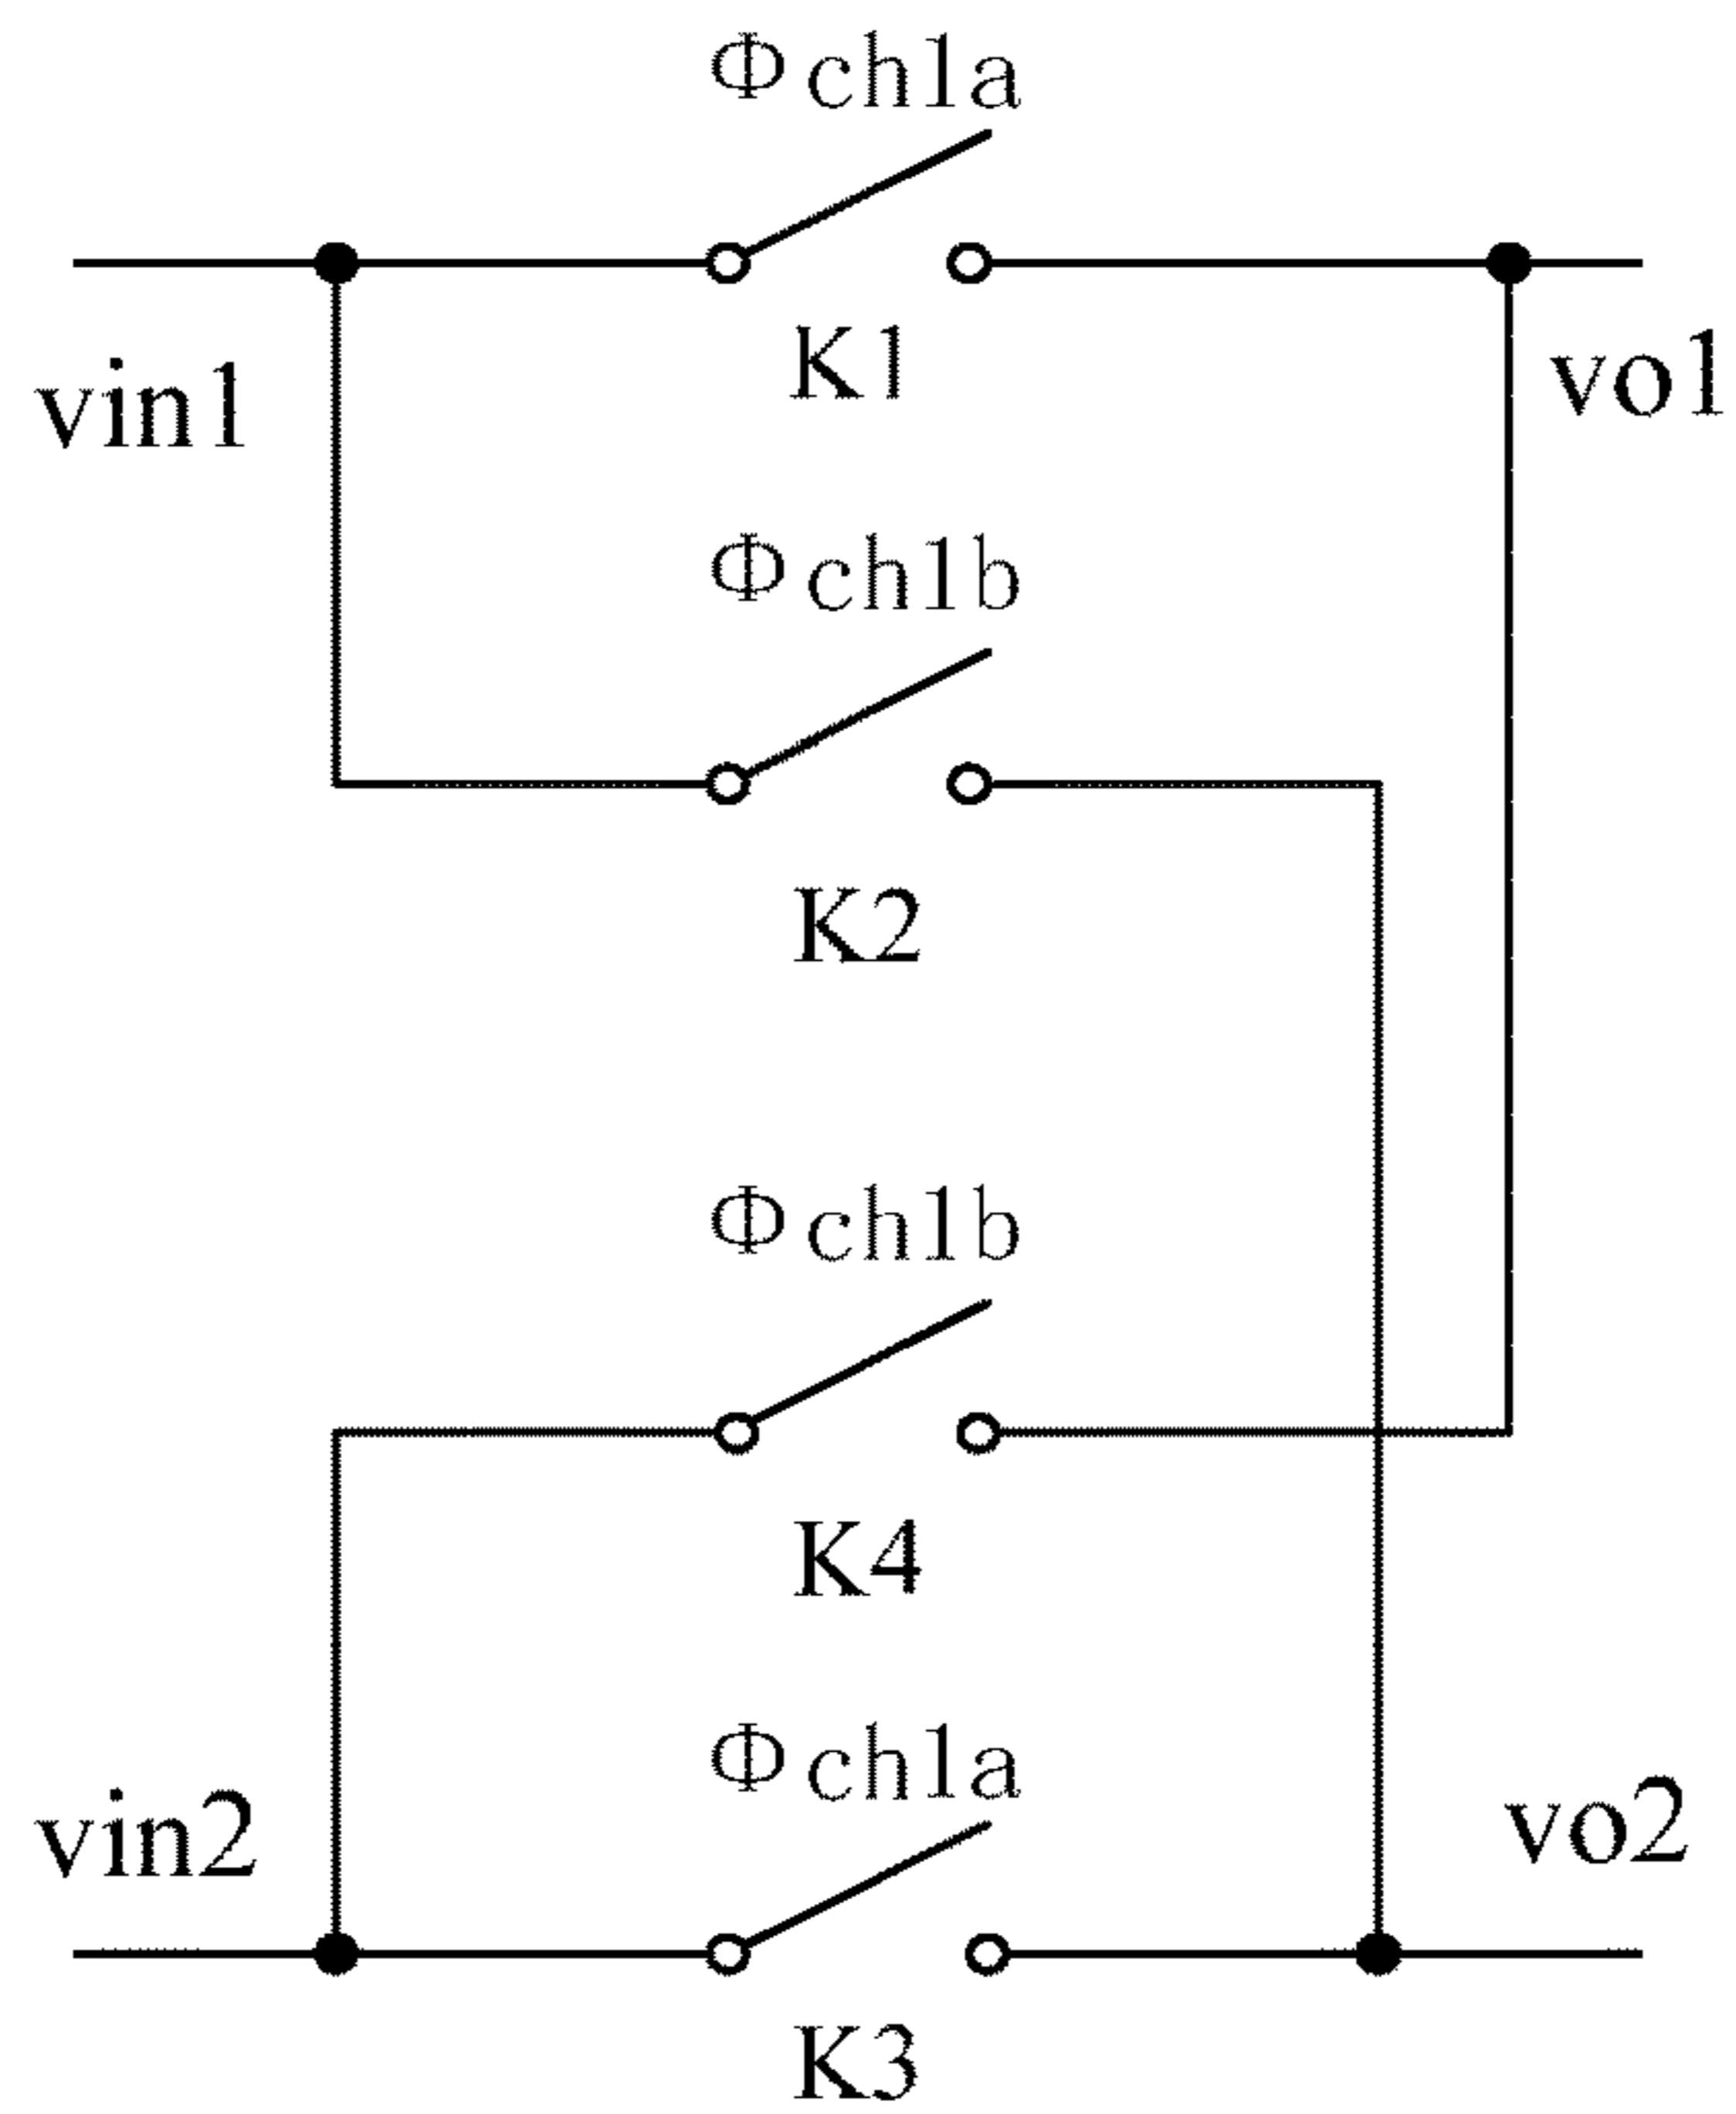 Φch1a
K1
vin1
vo1
Φch1b
K2
Φch1b
K4
Φch1a
vin2
vo2
K3